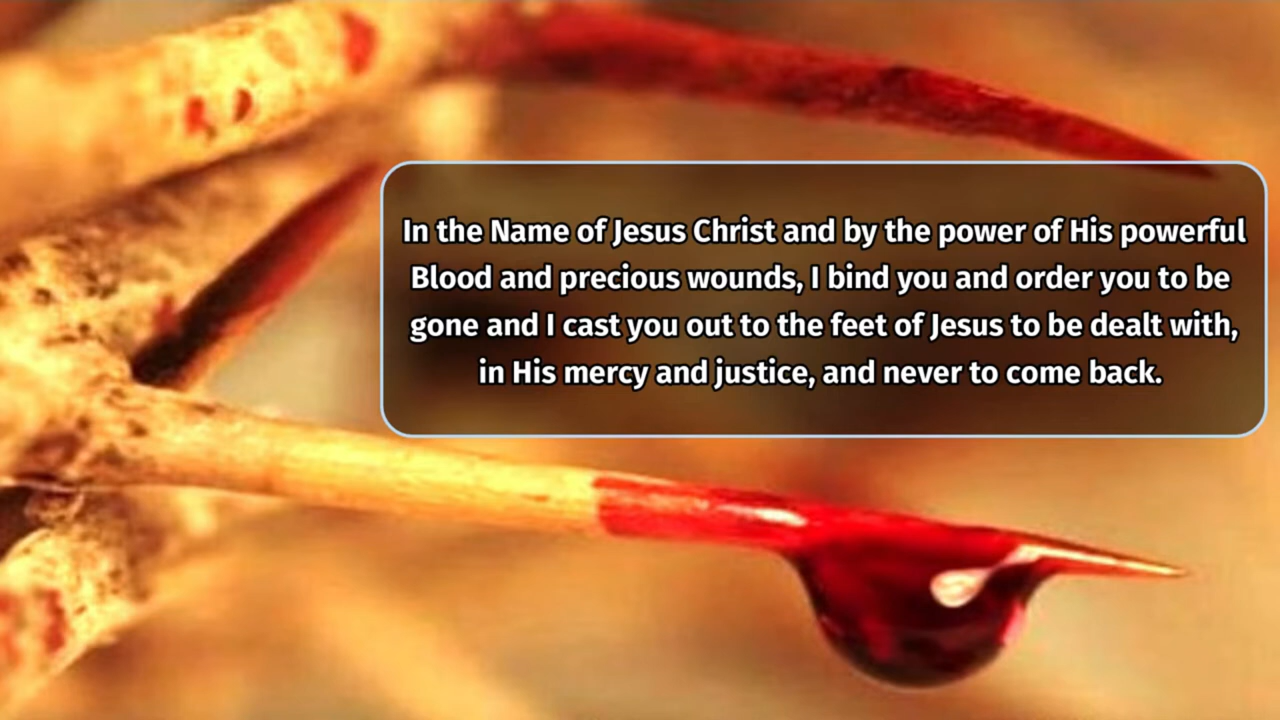 In the Name of Jesus Christ and by the power of His powerful
Blood and precious wounds, I bind you and order you to be
gone and I cast you out to the feet of Jesus to be dealt with,
in His mercy and justice, and never to come back.